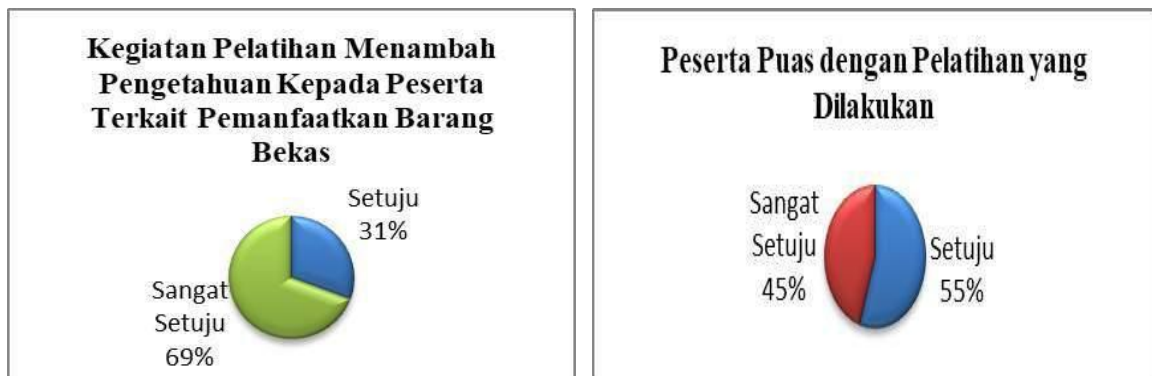 Kegiatan Pelatihan Menambah
Pengetahuan Kepada Peserta
Terkait Pemanfaatkan Barang
Bekas
Setuju
31%
Sangat
Setuju
69%
Peserta Puas dengan Pelatihan yang
Dilakukan
Sangat
Setuju
45%
Setuju
55%